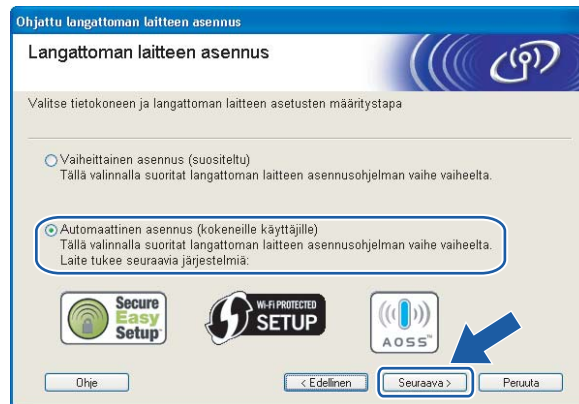 Ohjattu langattoman laitteen asennus
Langattoman laitteen asennus
Valitse tietokoneen ja langattoman laitteen asetusten määritystapa
Vaiheittainen asennus (suositeltu)
Tällä valinnalla suoritat langattoman laitteen asennusohjelman vaihe vaiheelta.
Automaattinen asennus (kokeneille käyttäjille)
Tällä valinnalla suoritat langattoman laitteen asennusohjelman vaihe vaiheelta.
Laite tukee seuraavia järjestelmiä:
Secure
Easy
Setup
Wi-Fi PROTECTED
SETUP
AOSS™
Ohje
< Edellinen
Seuraava >
Peruuta